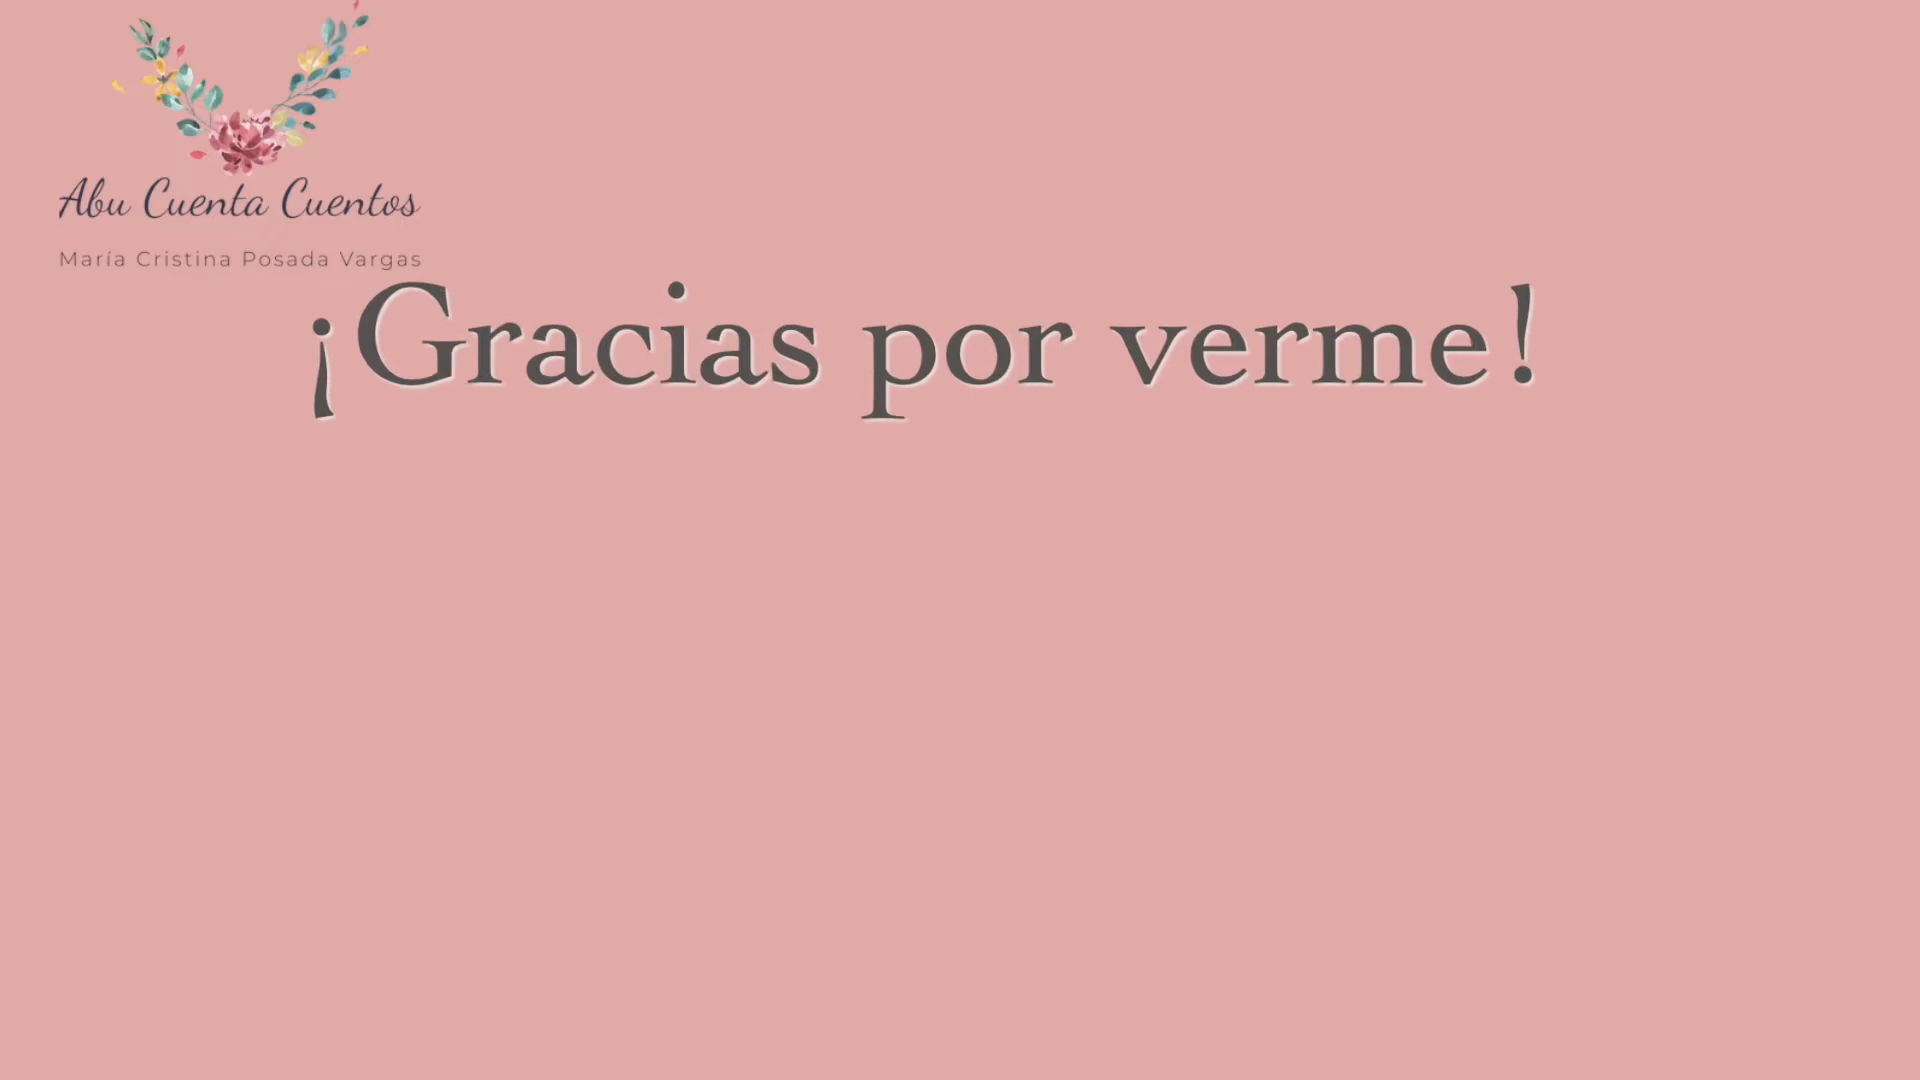 Abu Cuenta Cuentos
María Cristina Posada Vargas
¡Gracias por verme!